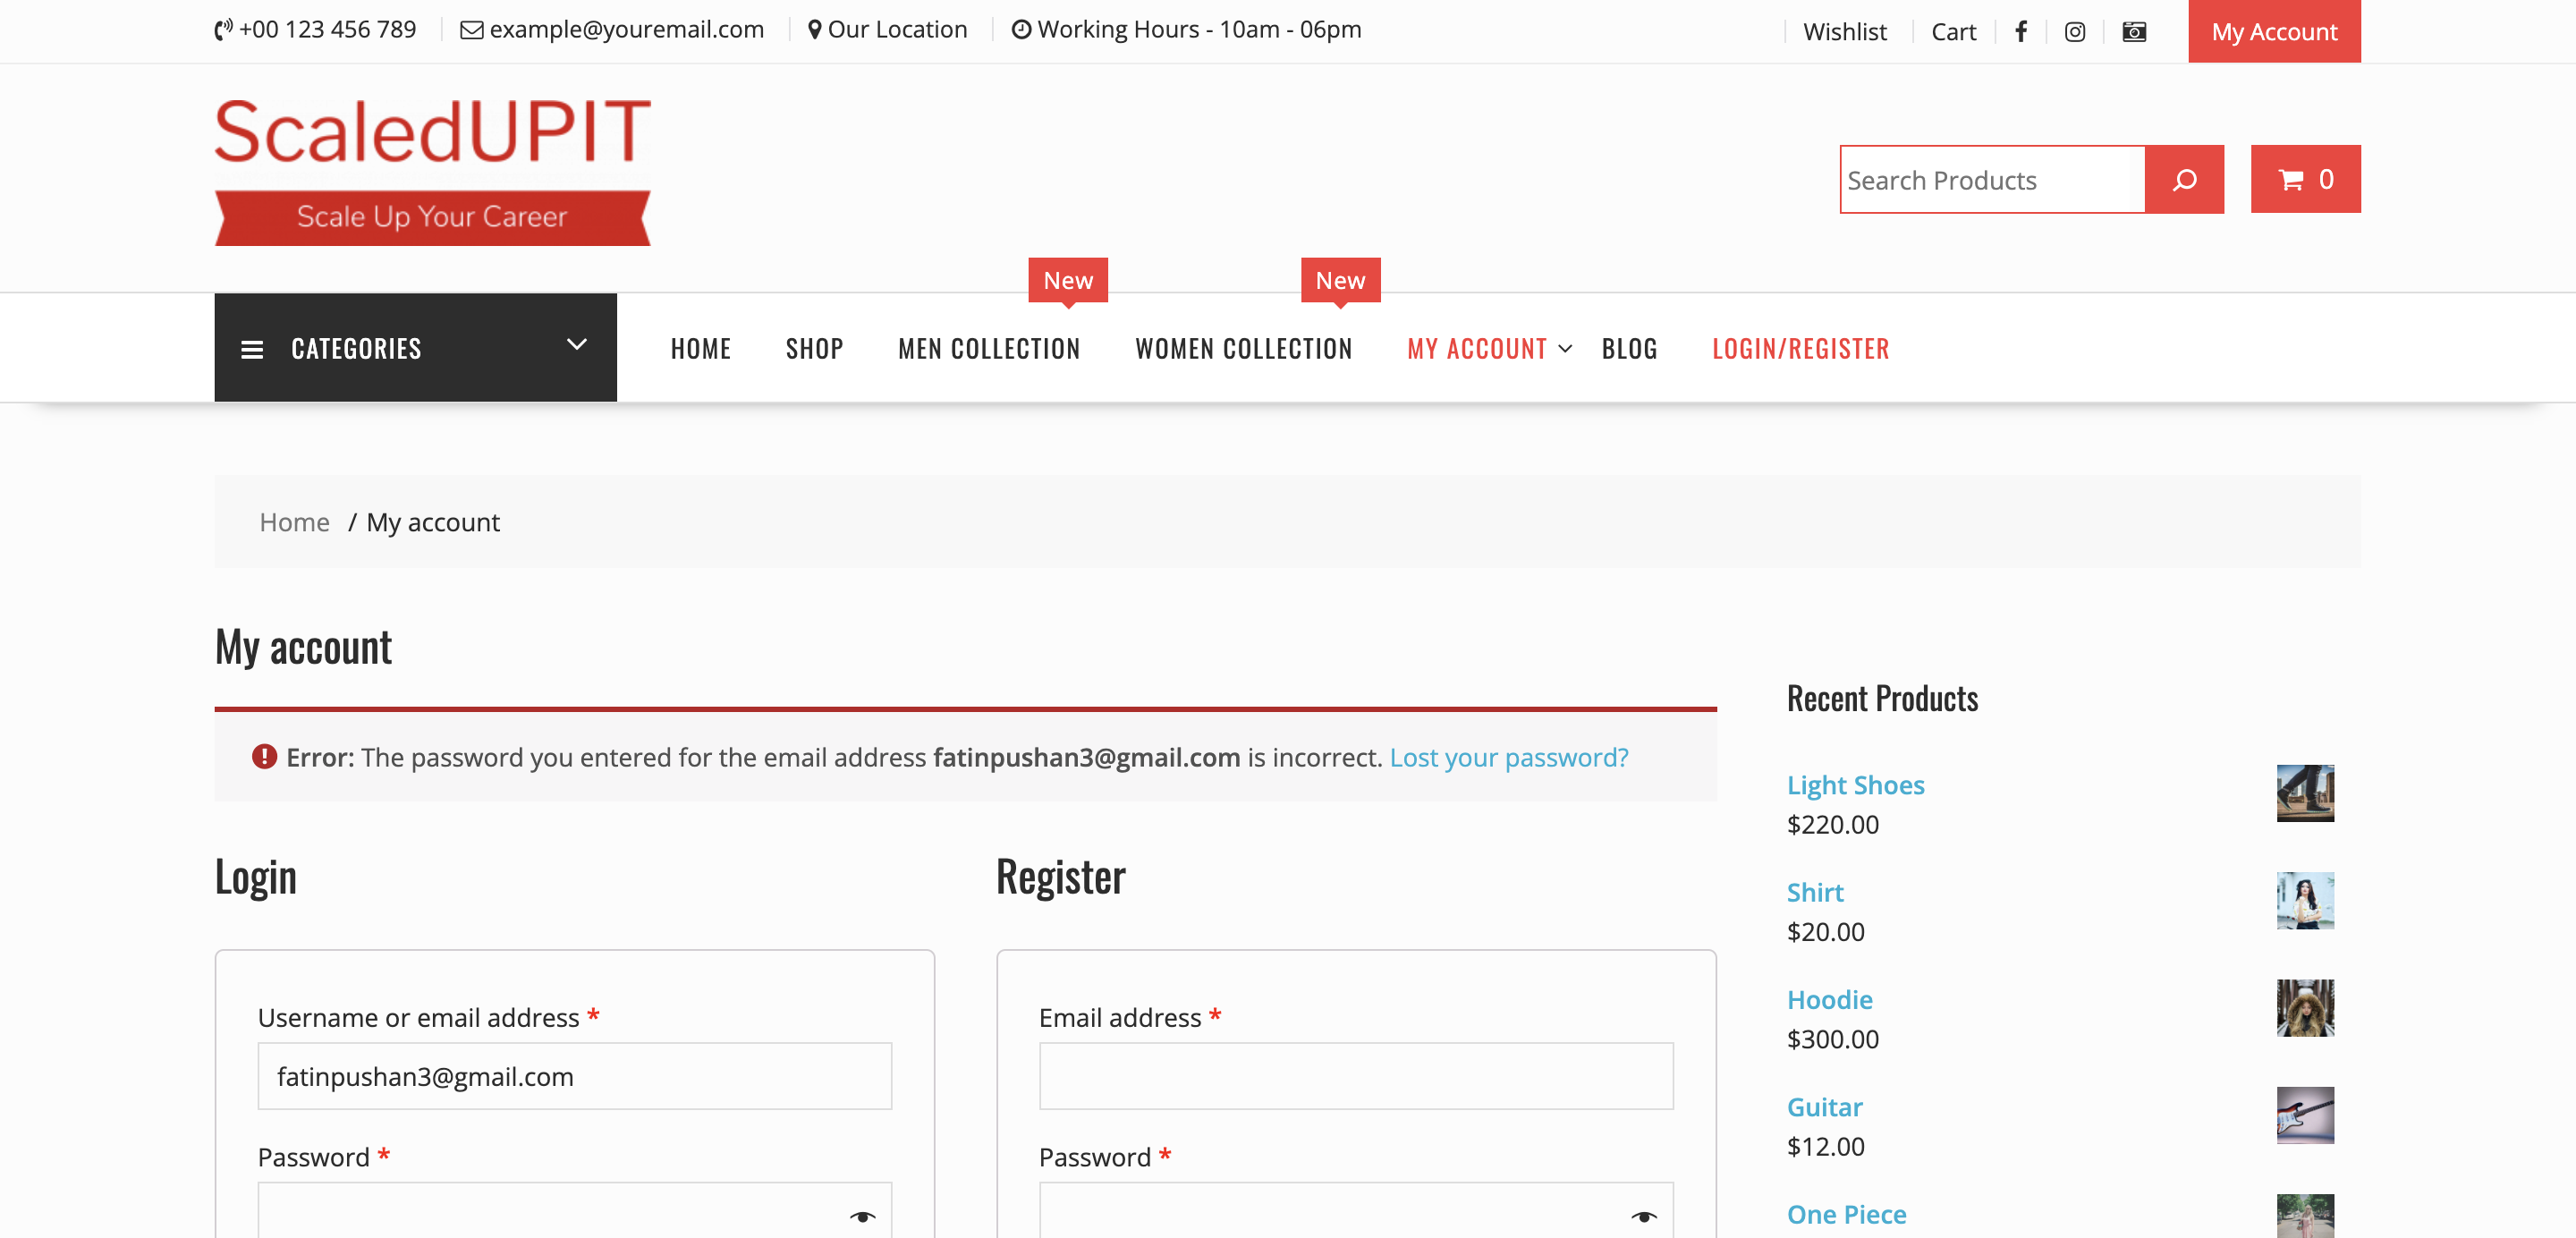 +00 123 456 789 example@youremail.com Our Location Working Hours - 10am - 06pm Wishlist Cart My Account
ScaledUPIT
Scale Up Your Career
Search Products 0
New New
CATEGORIES HOME SHOP MEN COLLECTION WOMEN COLLECTION MY ACCOUNT BLOG LOGIN/REGISTER
Home / My account
My account
Error: The password you entered for the email address fatinpushan3@gmail.com is incorrect. Lost your password?
Login
Username or email address *
fatinpushan3@gmail.com
Password *
Register
Email address *
Password *
Recent Products
Light Shoes
$220.00
Shirt
$20.00
Hoodie
$300.00
Guitar
$12.00
One Piece